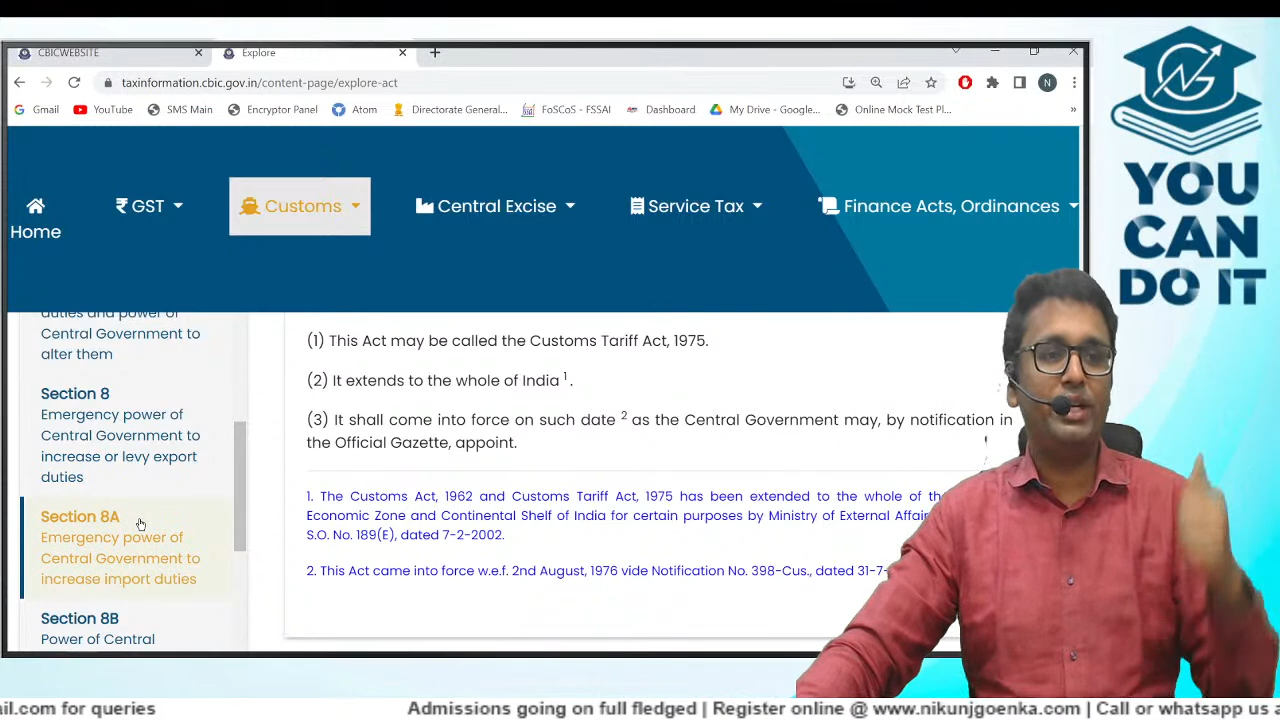 CBICWEBSITE
Explore
taxinformation.cbic.gov.in/content-page/explore-act
N
Gmail
YouTube
SMS Main
Encryptor Panel
Atom
Directorate General...
FoSCoS - FSSAI
Dashboard
My Drive - Google...
Online Mock Test Pl...
»
Home
₹ GST
Customs
Central Excise
Service Tax
Finance Acts, Ordinances
duties and power of
Central Government to
alter them
Section 8
Emergency power of
Central Government to
increase or levy export
duties
Section 8A
Emergency power of
Central Government to
increase import duties
Section 8B
Power of Central
(1) This Act may be called the Customs Tariff Act, 1975.
(2) It extends to the whole of India 1 .
(3) It shall come into force on such date 2 as the Central Government may, by notification in
the Official Gazette, appoint.
1. The Customs Act, 1962 and Customs Tariff Act, 1975 has been extended to the whole of the
Economic Zone and Continental Shelf of India for certain purposes by Ministry of External Affair
S.O. No. 189(E), dated 7-2-2002.
2. This Act came into force w.e.f. 2nd August, 1976 vide Notification No. 398-Cus., dated 31-7-
NG
YOU
CAN
DO IT
ail.com for queries
Admissions going on full fledged | Register online @ www.nikunjgoenka.com | Call or whatsapp us a